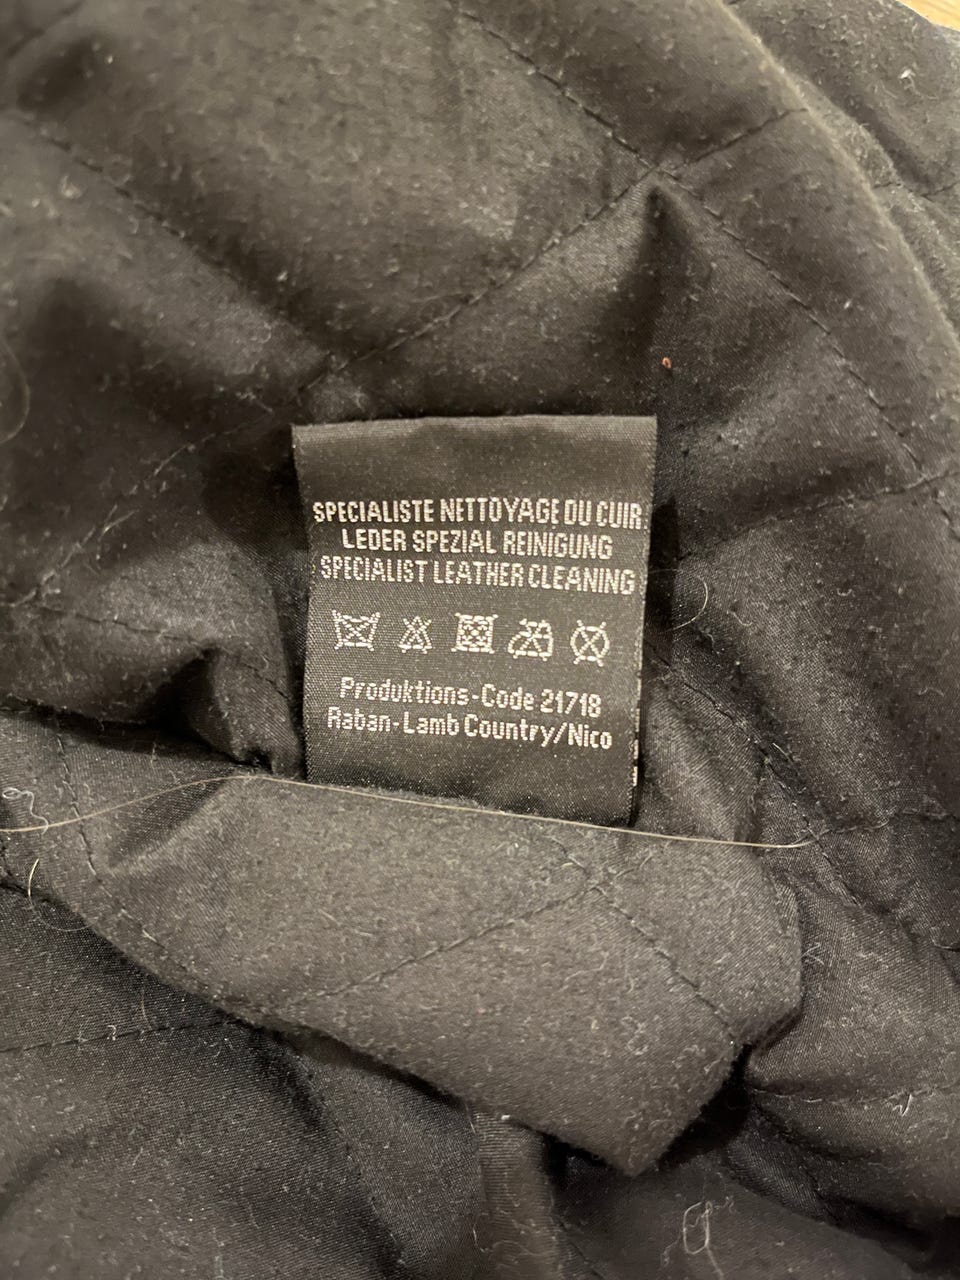 SPECIALISTE NETTOYAGE DU CUIR
LEDER SPEZIAL REINIGUNG
SPECIALIST LEATHER CLEANING
Produktions-Code 21718
Raban-Lamb Country/Nico